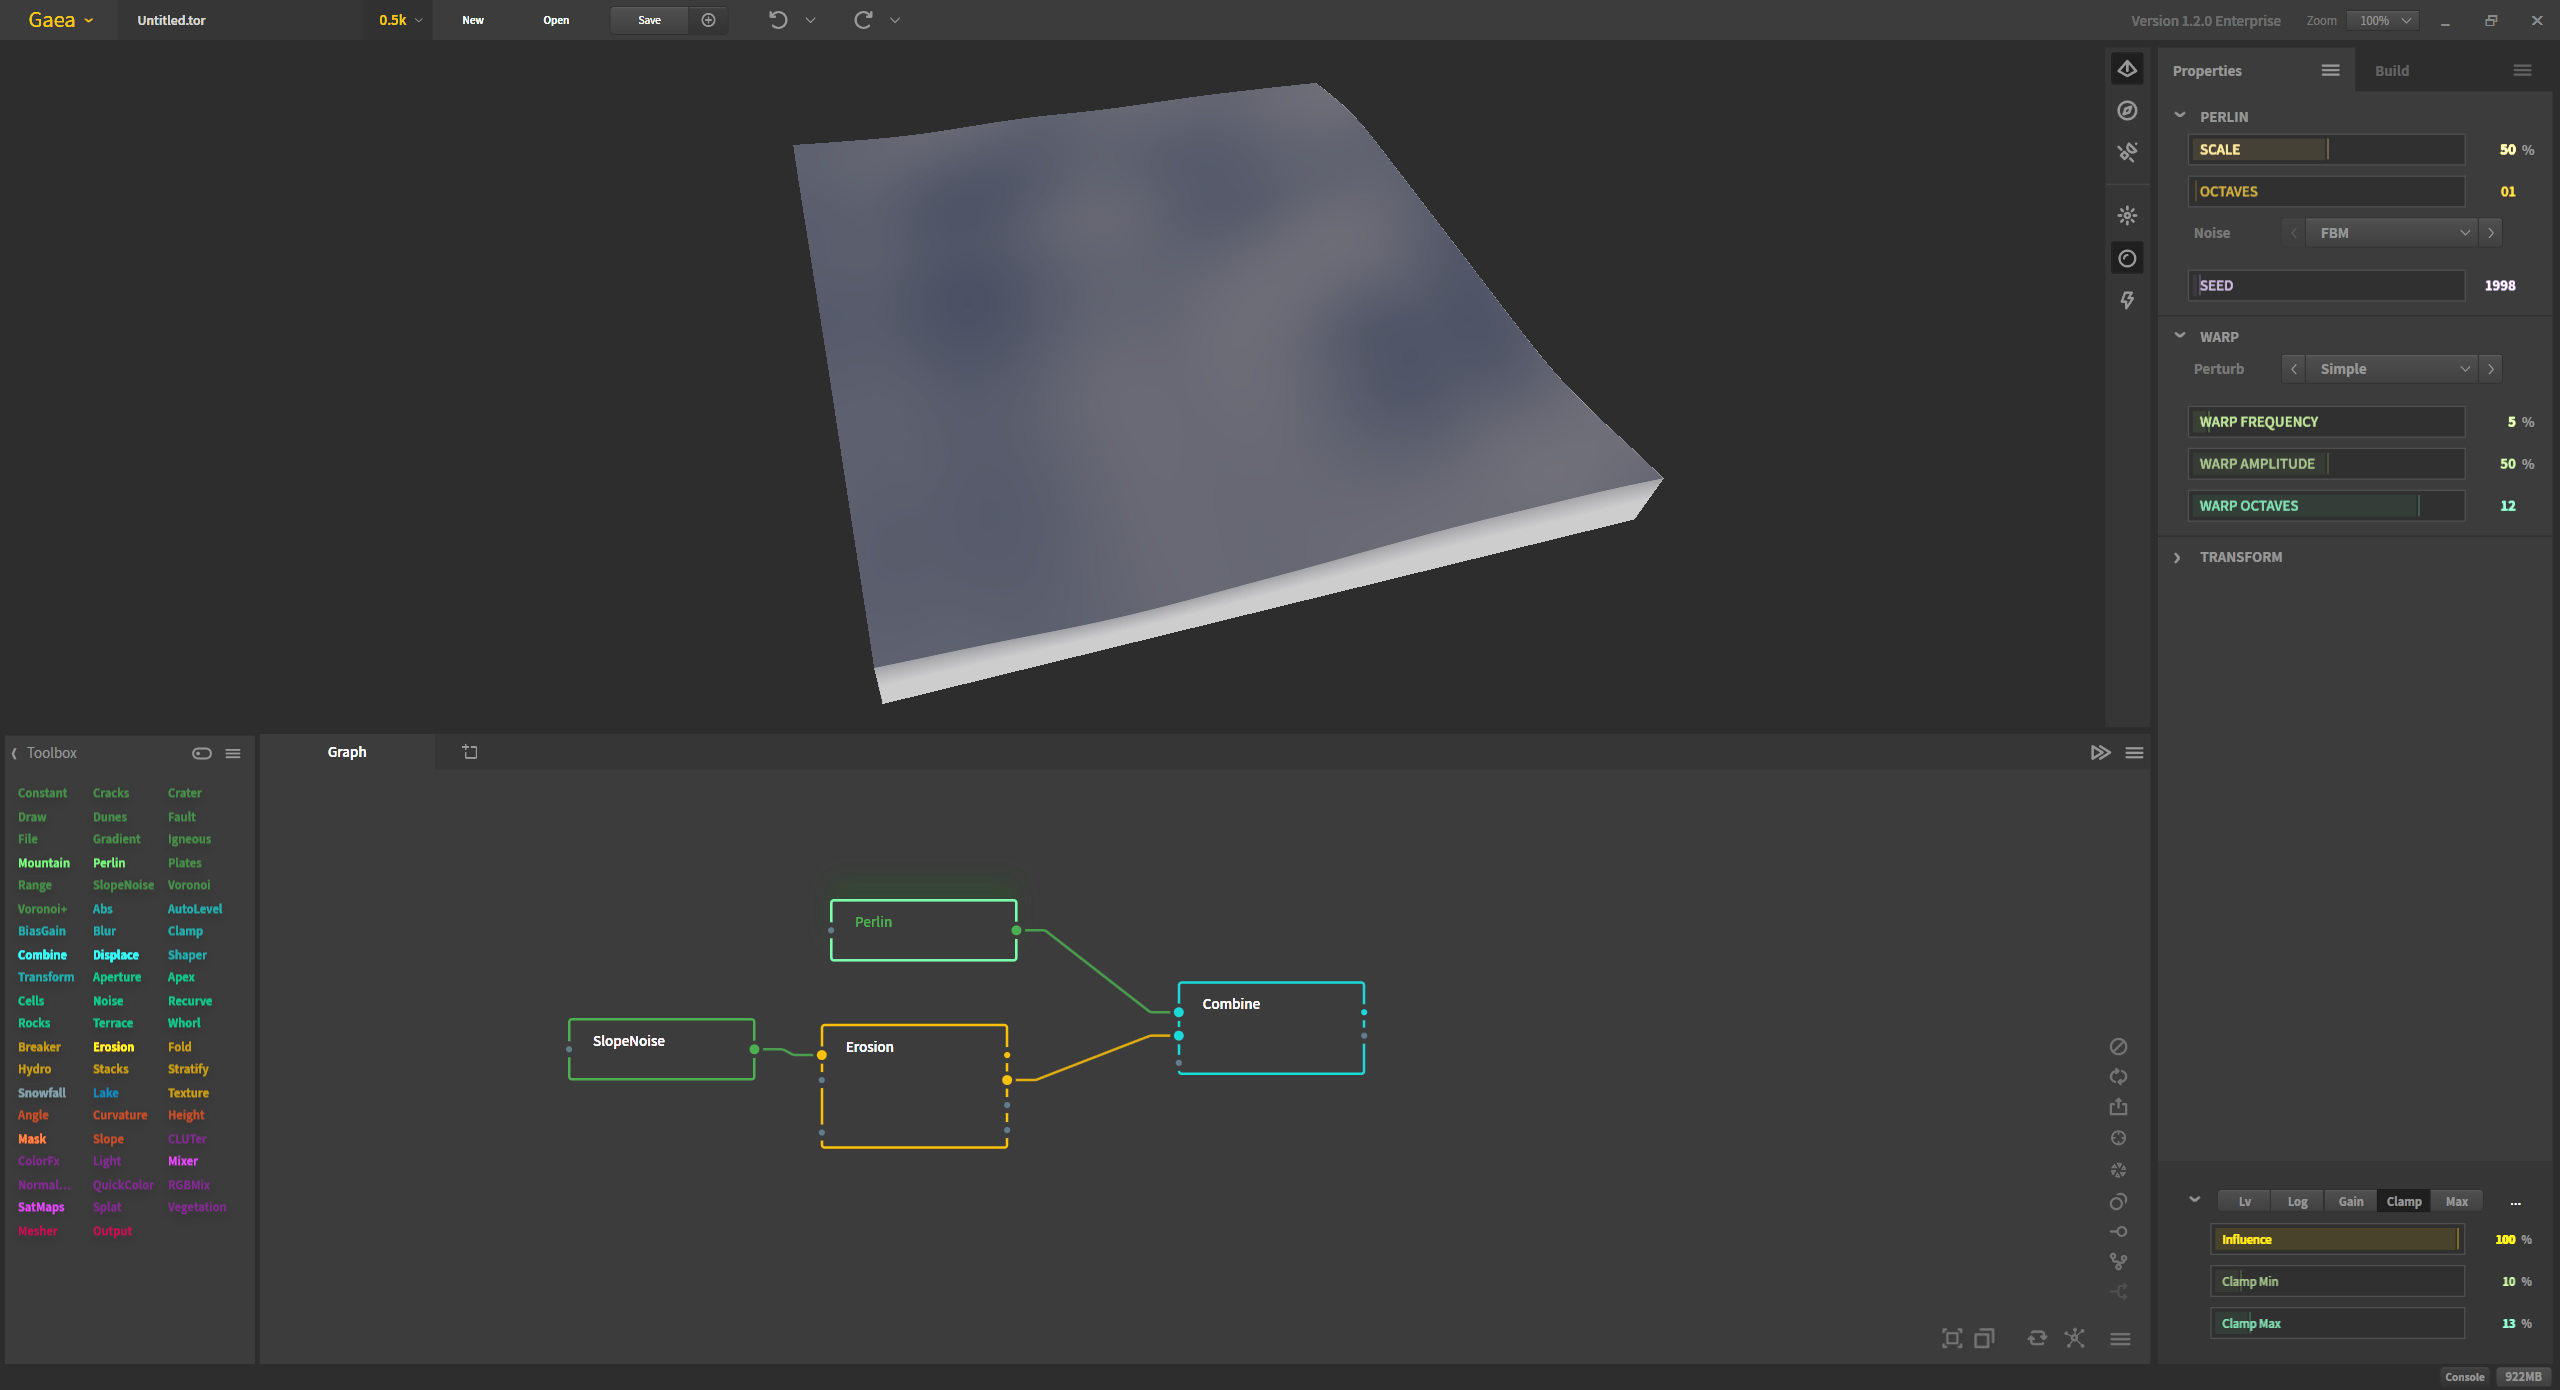 Gaea Untitled.tor 0.5k New Open Save Version 1.2.0 Enterprise Zoom 100%
Properties Build
PERLIN
SCALE 50 %
OCTAVES 01
Noise FBM
SEED 1998
WARP
Perturb Simple
WARP FREQUENCY 5 %
WARP AMPLITUDE 50 %
WARP OCTAVES 12
TRANSFORM
Toolbox
Constant Cracks Crater
Draw Dunes Fault
File Gradient Igneous
Mountain Perlin Plates
Range SlopeNoise Voronoi
Voronoi+ Abs AutoLevel
BiasGain Blur Clamp
Combine Displace Shaper
Transform Aperture Apex
Cells Noise Recurve
Rocks Terrace Whorl
Breaker Erosion Fold
Hydro Stacks Stratify
Snowfall Lake Texture
Angle Curvature Height
Mask Slope CLUTer
ColorFx Light Mixer
Normal... QuickColor RGBMix
SatMaps Splat Vegetation
Mesher Output
Graph
Perlin
Combine
SlopeNoise
Erosion
Lv Log Gain Clamp Max ...
Influence 100 %
Clamp Min 10 %
Clamp Max 13 %
Console 922MB